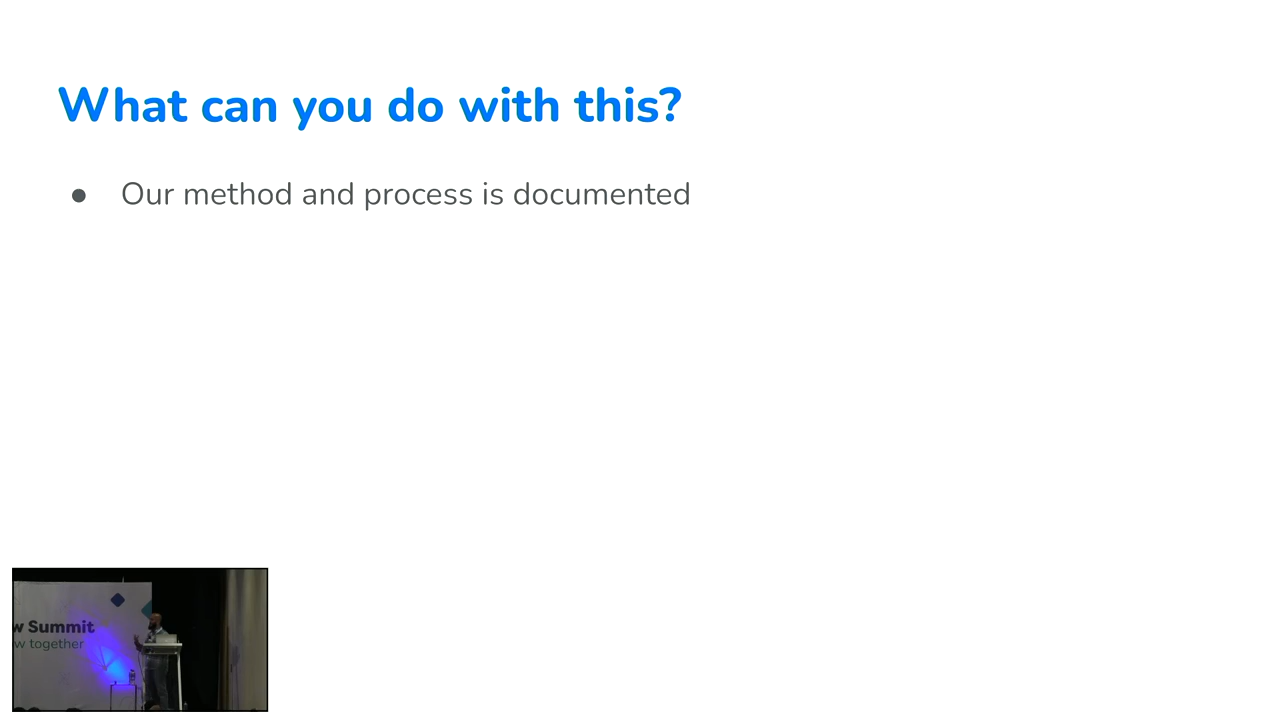 What can you do with this?
● Our method and process is documented
w Summit
w together